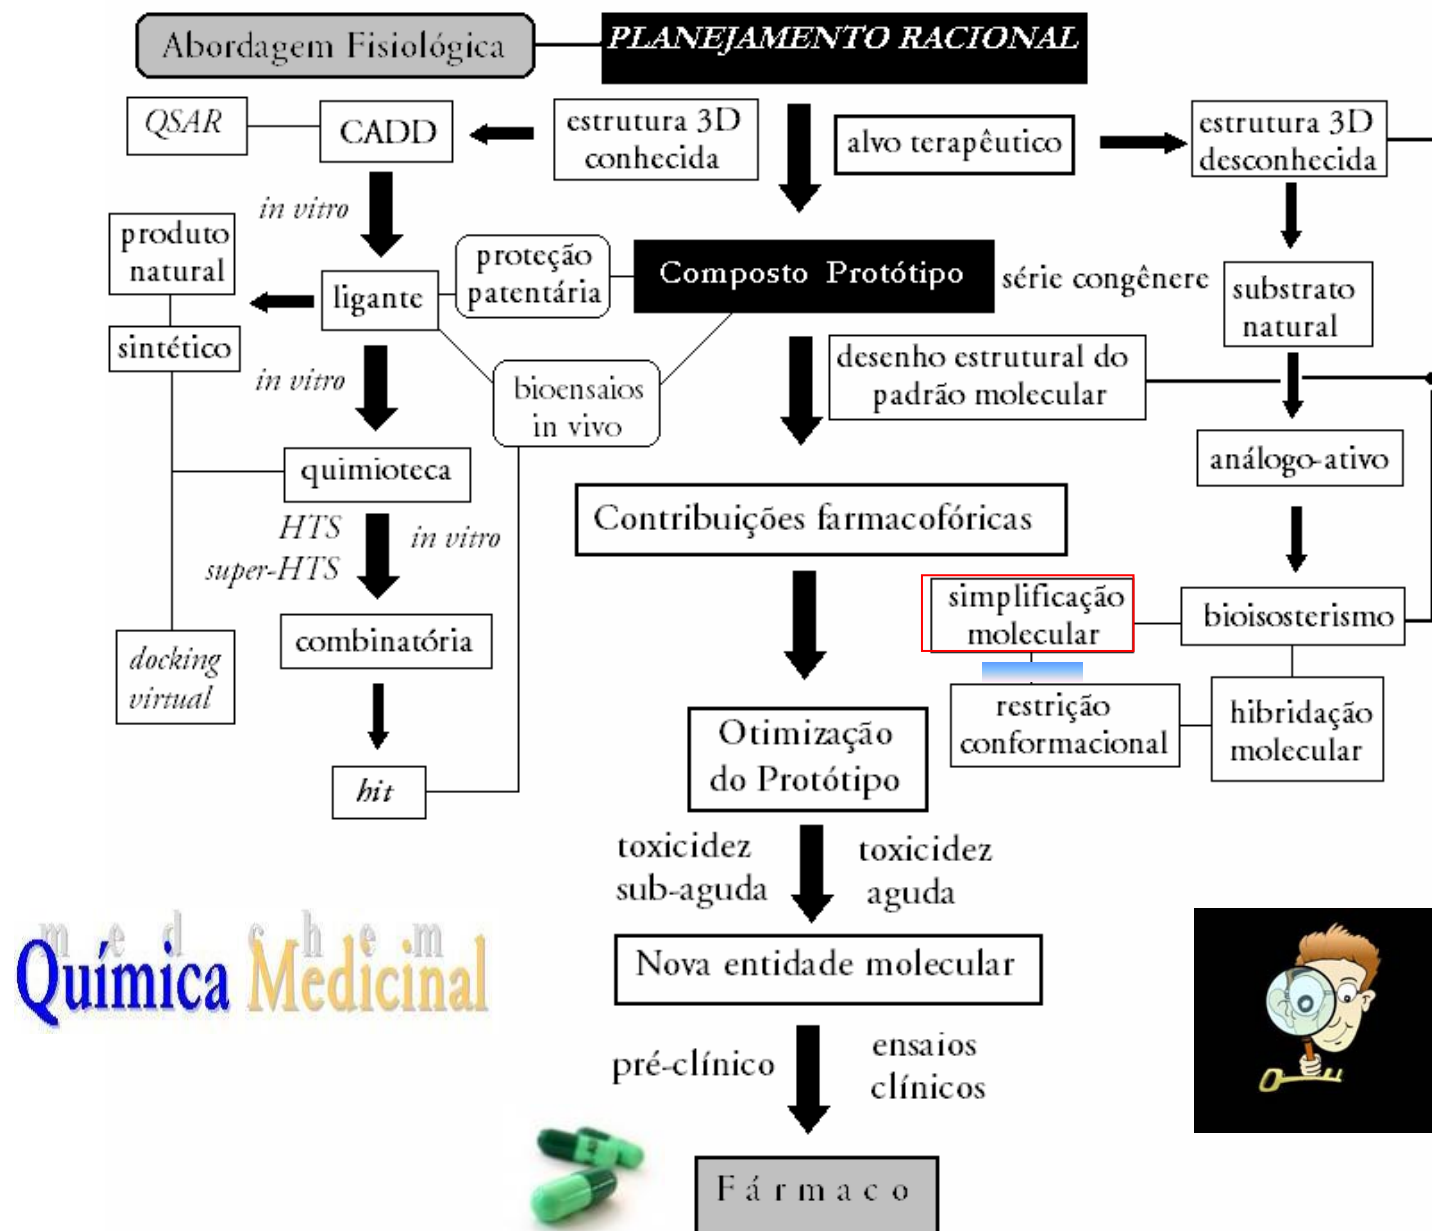 Abordagem Fisiológica
PLANEJAMENTO RACIONAL
QSAR
CADD
estrutura 3D
conhecida
alvo terapêutico
estrutura 3D
desconhecida
in vitro
produto
natural
ligante
proteção
patentária
Composto Protótipo
série congênere
substrato
natural
sintético
in vitro
bioensaios
in vivo
desenho estrutural do
padrão molecular
quimioteca
análogo-ativo
HTS
super-HTS
in vitro
Contribuições farmacofóricas
simplificação
molecular
bioisosterismo
combinatória
docking
virtual
restrição
conformacional
hibridação
molecular
Otimização
do Protótipo
hit
toxicidez
sub-aguda
toxicidez
aguda
med chem
Química Medicinal
Nova entidade molecular
pré-clínico
ensaios
clínicos
Fármaco